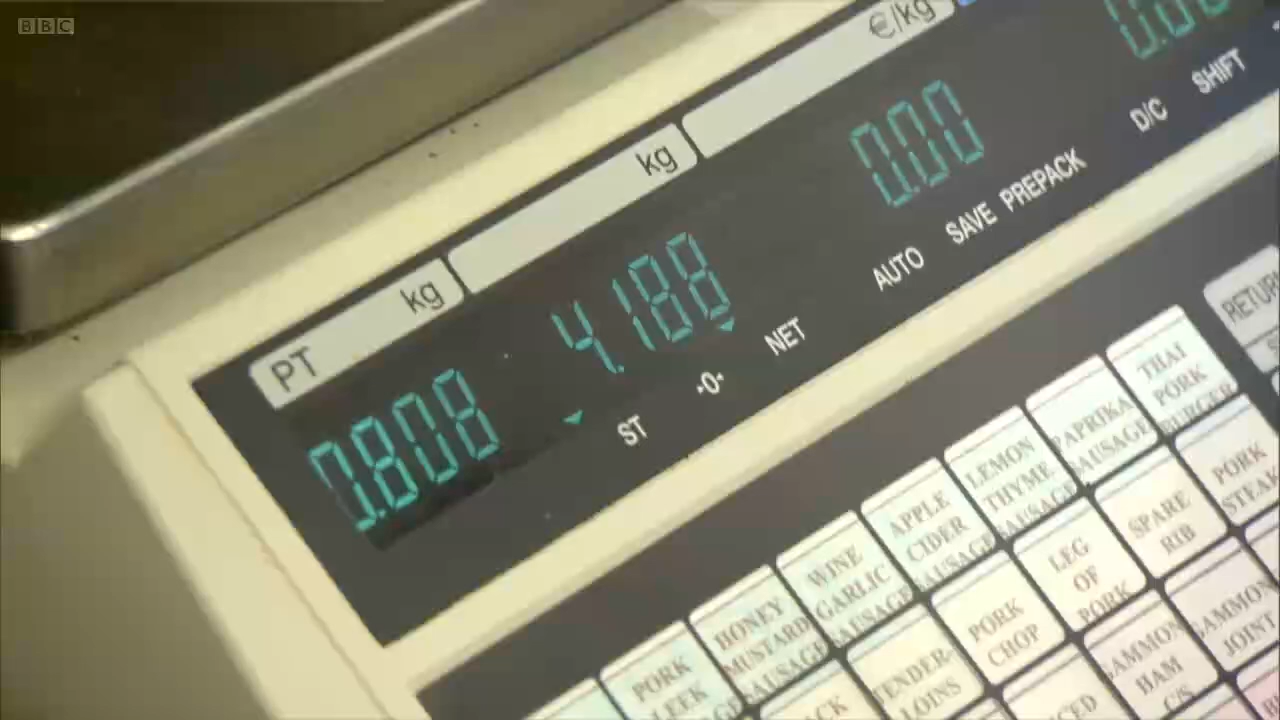 BBC
PT
kg
kg
€/kg
0.808
4.188
0.00
0.00
ST
-0-
NET
AUTO
SAVE
PREPACK
D/C
SHIFT
RETURN
THAI
PORK
BURGER
PAPRIKA
SAUSAGE
LEMON
THYME
SAUSAGE
APPLE
CIDER
SAUSAGE
WINE
GARLIC
SAUSAGE
HONEY
MUSTARD
SAUSAGE
PORK
LEEK
PORK
STEAK
SPARE
RIB
LEG
OF
PORK
PORK
CHOP
TENDER-
LOINS
GAMMON
JOINT
GAMMON
HAM